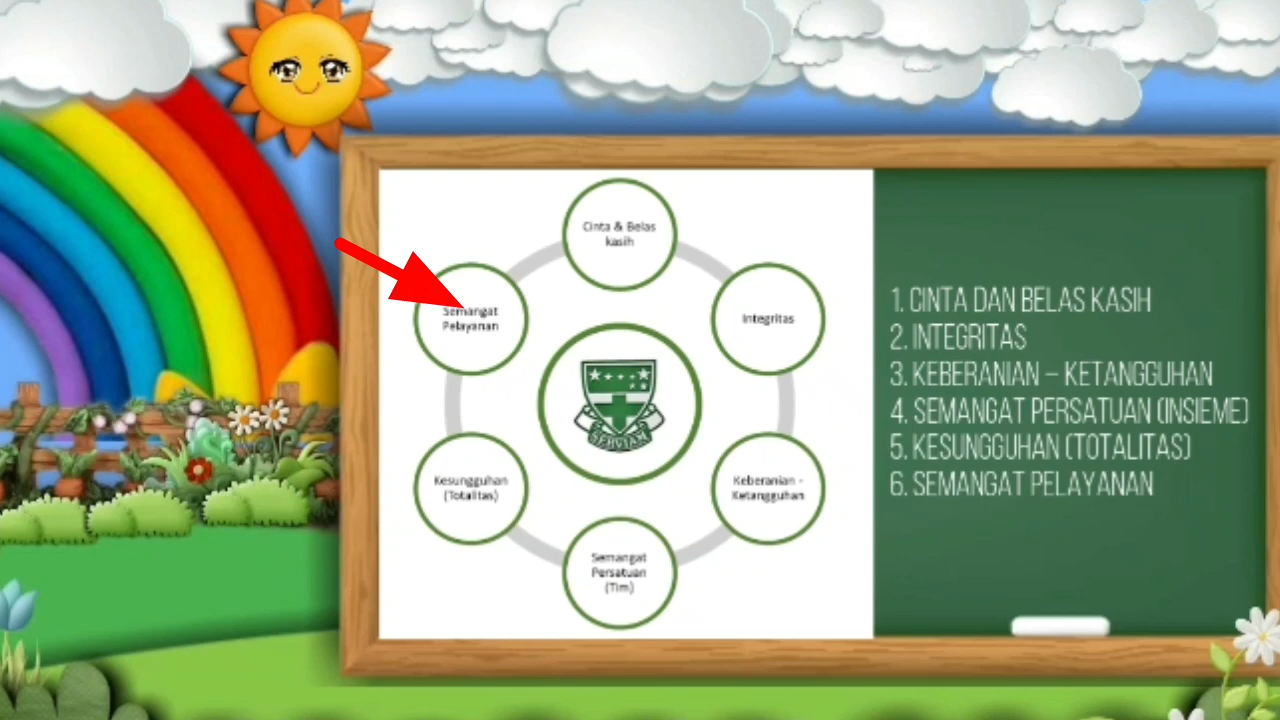 Cinta & Belas
kasih
Semangat
Pelayanan
Integritas
SERVIAM
Kesungguhan
(Totalitas)
Keberanian -
Ketangguhan
Semangat
Persatuan
(Tim)
1. CINTA DAN BELAS KASIH
2. INTEGRITAS
3. KEBERANIAN – KETANGGUHAN
4. SEMANGAT PERSATUAN (INSIEME)
5. KESUNGGUHAN (TOTALITAS)
6. SEMANGAT PELAYANAN